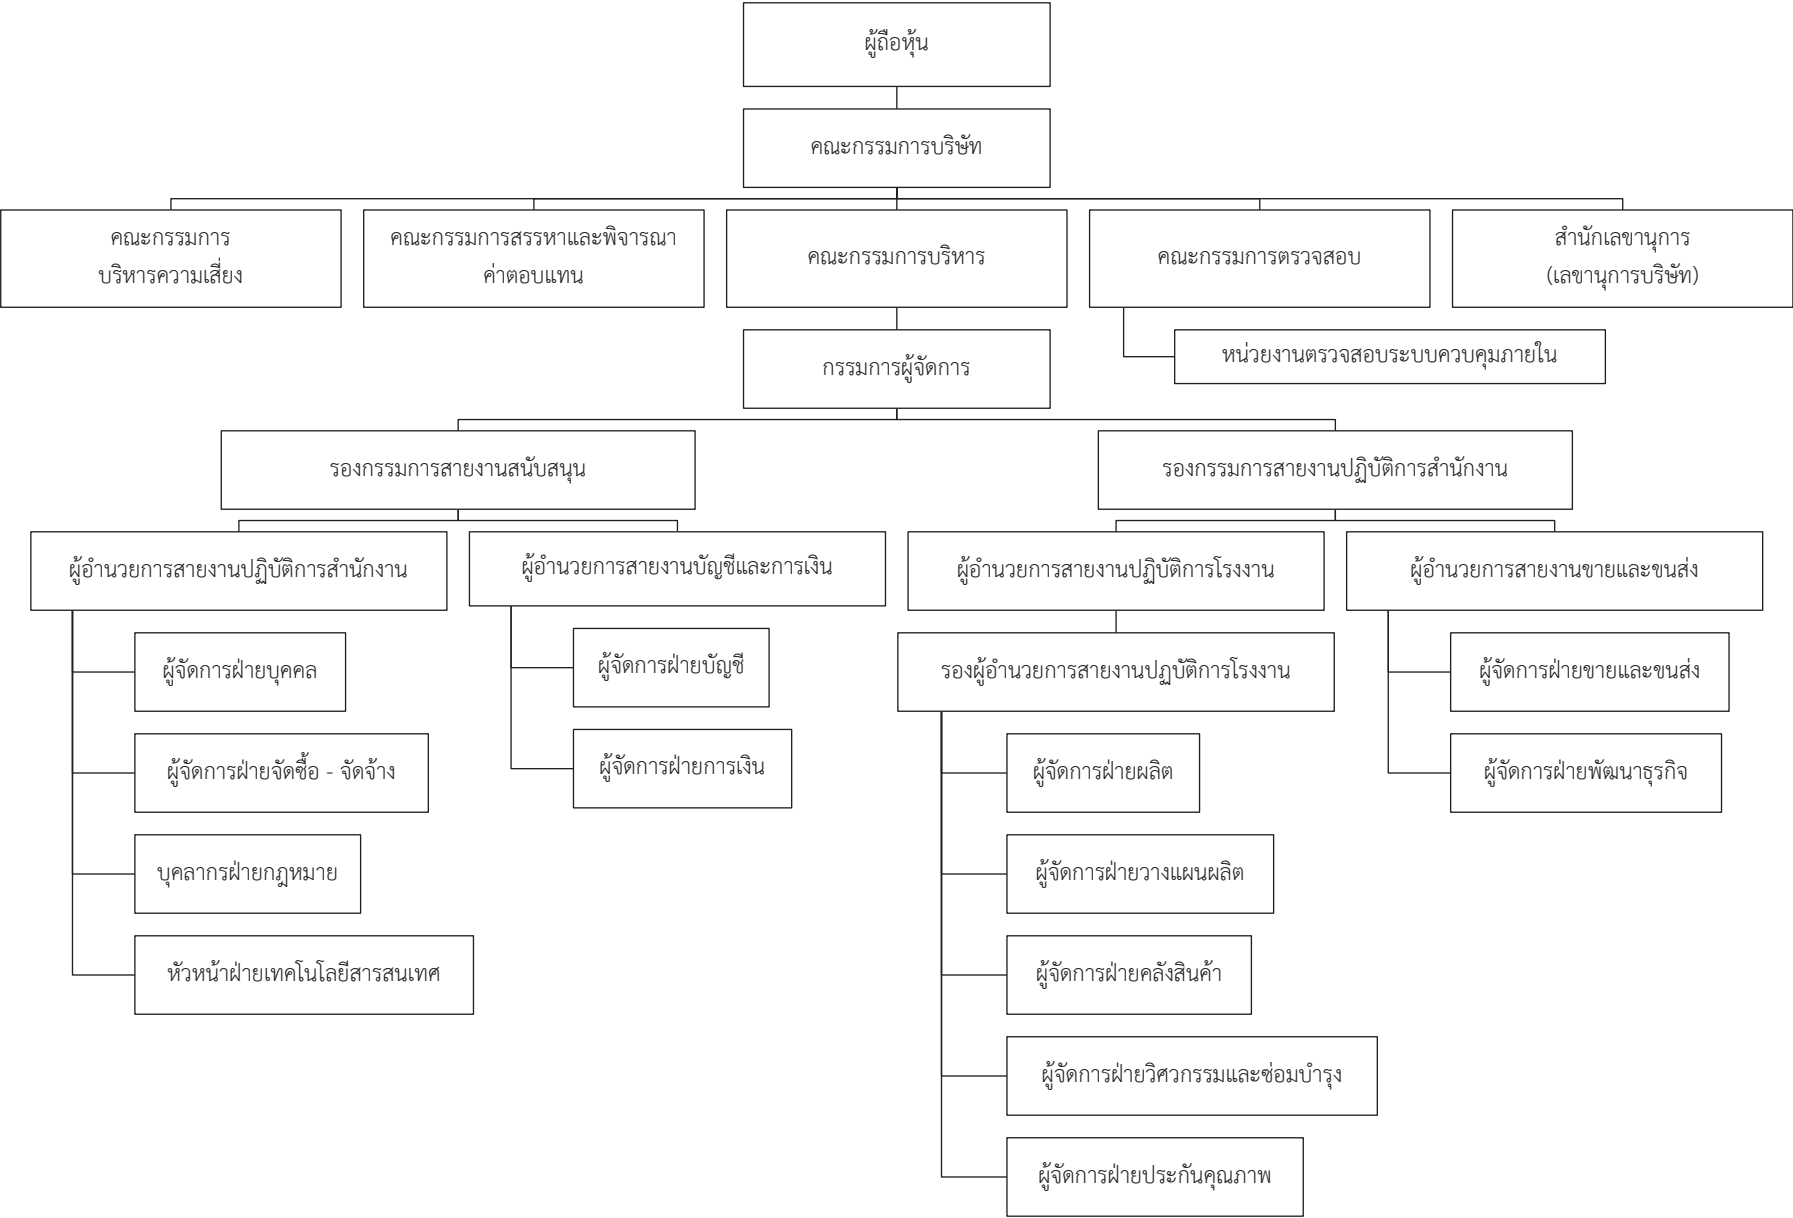 ผู้ถือหุ้น
คณะกรรมการบริษัท
คณะกรรมการ
บริหารความเสี่ยง
คณะกรรมการสรรหาและพิจารณา
ค่าตอบแทน
คณะกรรมการบริหาร
คณะกรรมการตรวจสอบ
สำนักเลขานุการ
(เลขานุการบริษัท)
หน่วยงานตรวจสอบระบบควบคุมภายใน
กรรมการผู้จัดการ
รองกรรมการสายงานสนับสนุน
รองกรรมการสายงานปฏิบัติการสำนักงาน
ผู้อำนวยการสายงานปฏิบัติการสำนักงาน
ผู้อำนวยการสายงานบัญชีและการเงิน
ผู้อำนวยการสายงานปฏิบัติการโรงงาน
ผู้อำนวยการสายงานขายและขนส่ง
ผู้จัดการฝ่ายบุคคล
ผู้จัดการฝ่ายจัดซื้อ - จัดจ้าง
บุคลากรฝ่ายกฎหมาย
หัวหน้าฝ่ายเทคโนโลยีสารสนเทศ
ผู้จัดการฝ่ายบัญชี
ผู้จัดการฝ่ายการเงิน
รองผู้อำนวยการสายงานปฏบัติการโรงงาน
ผู้จัดการฝ่ายผลิต
ผู้จัดการฝ่ายวางแผนผลิต
ผู้จัดการฝ่ายคลังสินค้า
ผู้จัดการฝ่ายวิศวกรรมและซ่อมบำรุง
ผู้จัดการฝ่ายประกันคุณภาพ
ผู้จัดการฝ่ายขายและขนส่ง
ผู้จัดการฝ่ายพัฒนาธุรกิจ